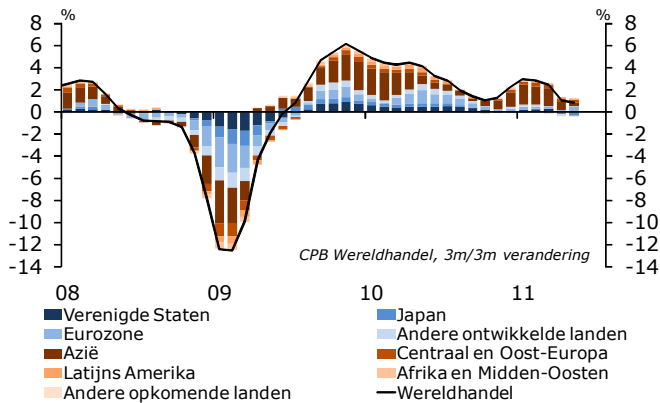 % %
8 8
6 6
4 4
2 2
0 0
-2 -2
-4 -4
-6 -6
-8 -8
-10 -10
-12 -12
-14 -14
CPB Wereldhandel, 3m/3m verandering
08 09 10 11
Verenigde Staten Japan
Eurozone Andere ontwikkelde landen
Azië Centraal en Oost-Europa
Latijns Amerika Afrika en Midden-Oosten
Andere opkomende landen Wereldhandel